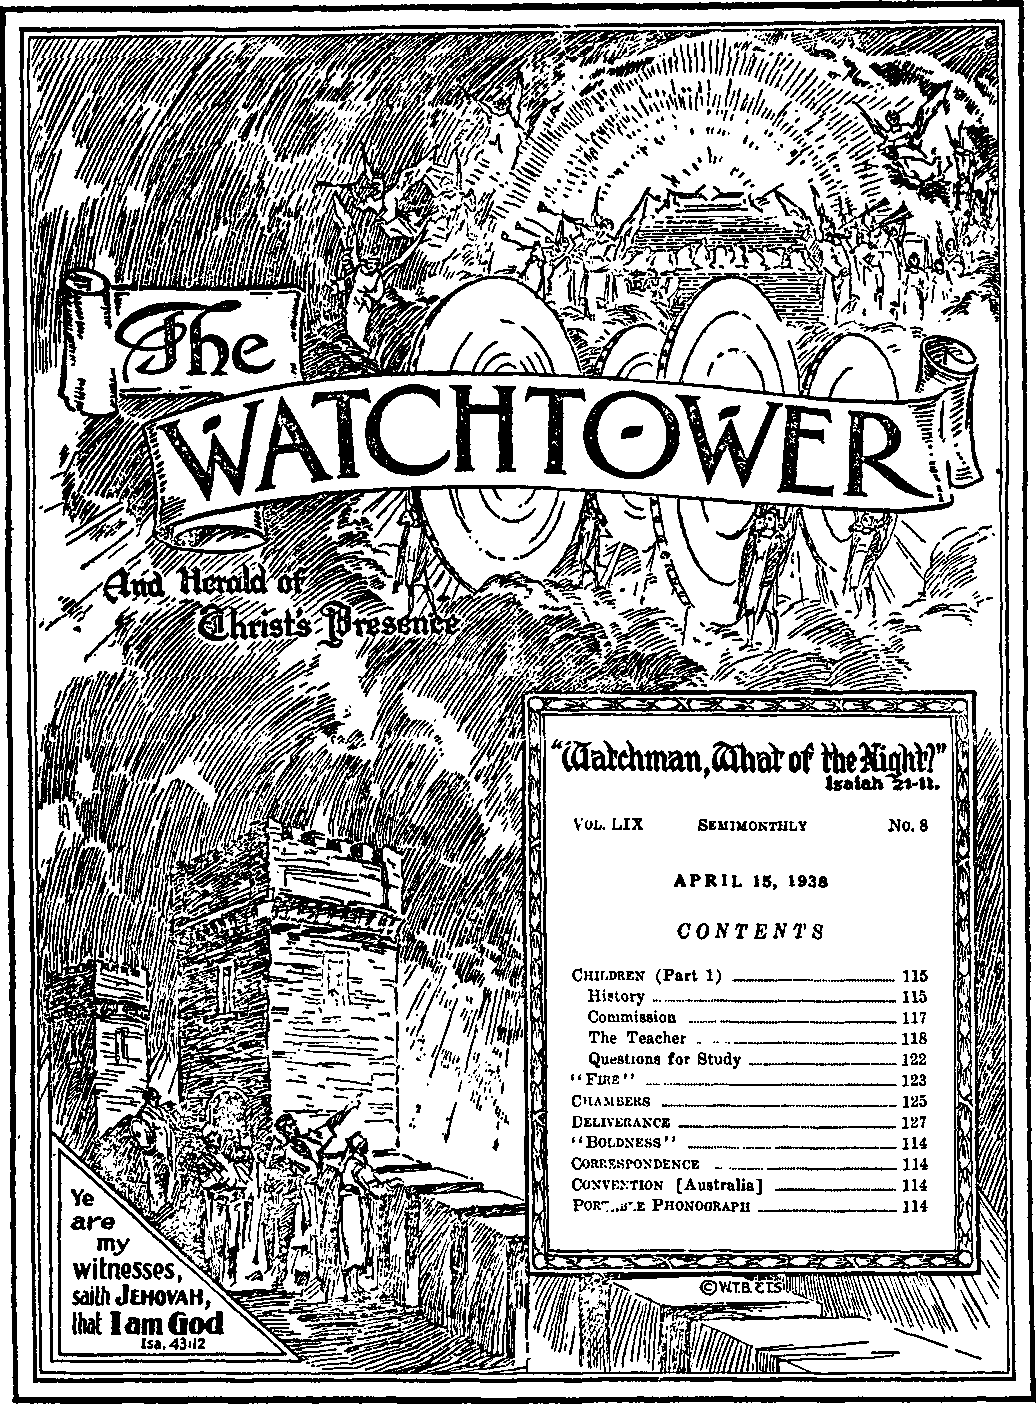 The
WATCHTOWER
And Herald of
Christ's Presence
"Watchman, What of the Night?"
Isaiah 21-11.
VOL. LIX SEMIMONTHLY No. 8
APRIL 15, 1938
CONTENTS
CHILDREN (Part 1) 115
History 115
Commission 117
The Teacher 118
Questions for Study 122
"FIRE" 123
CHAMBERS 125
DELIVERANCE 127
"BOLDNESS" 114
CORRESPONDENCE 114
CONVENTION [Australia] 114
PHONOGRAPH 114
Ye
are
my
witnesses,
saith JEHOVAH,
that I am God
Isa. 43:12
©W.T.B.&T.S